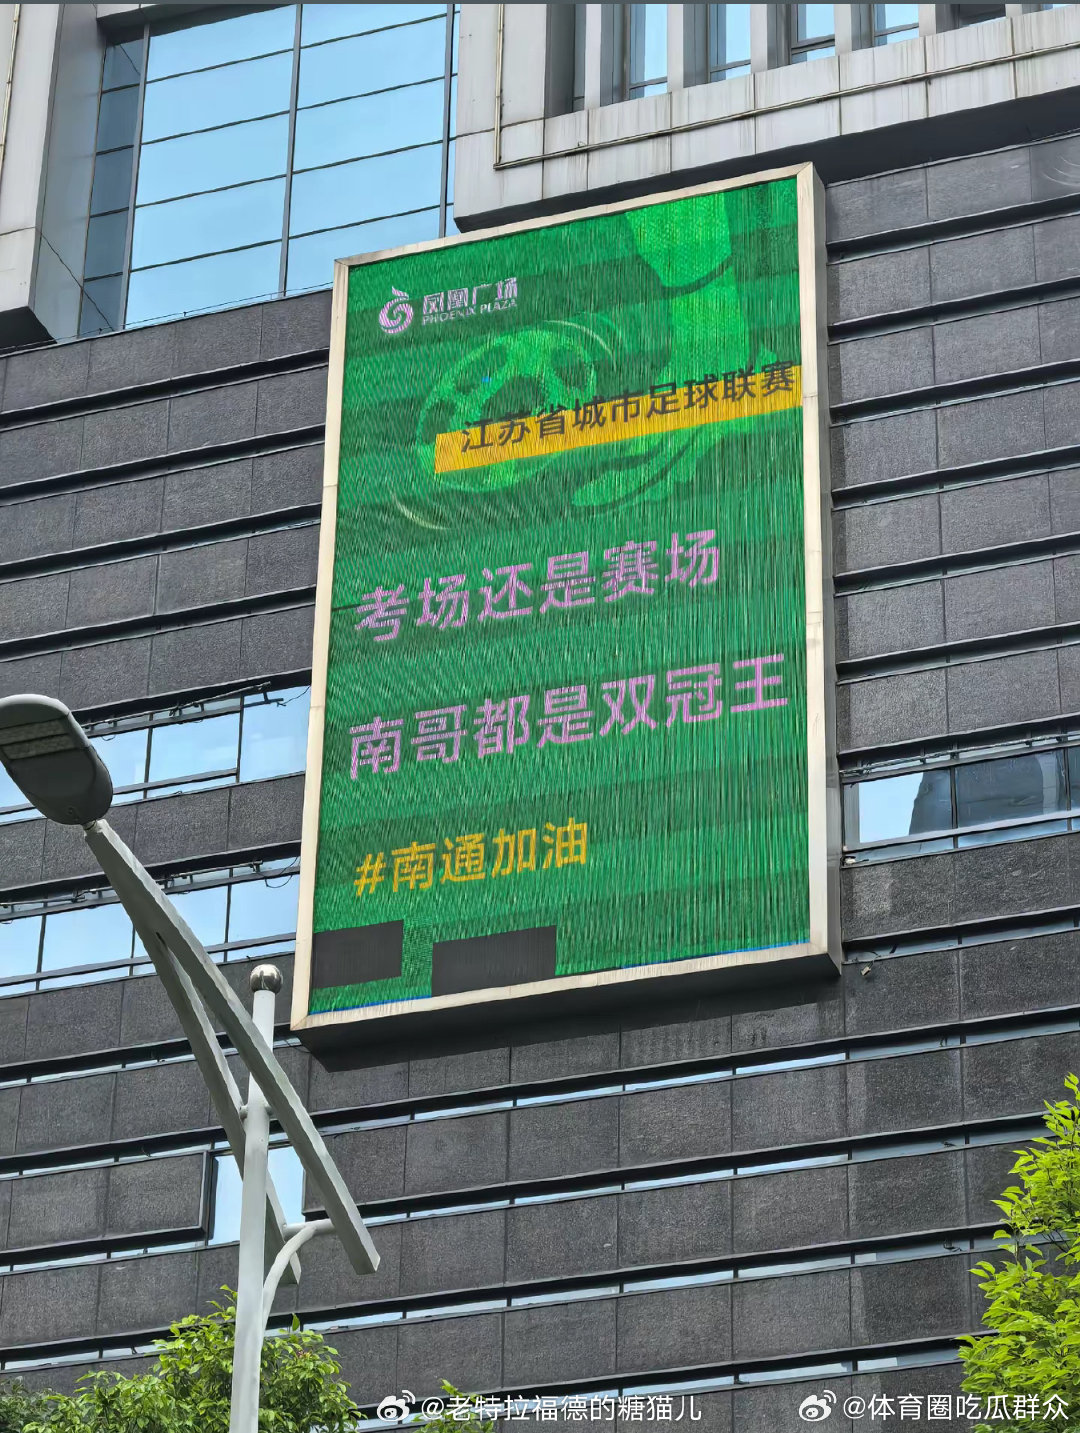 凤凰广场
PHOENIX PLAZA
江苏省城市足球联赛
考场还是赛场
南哥都是双冠王
#南通加油
@老特拉福德的糖猫儿
@体育圈吃瓜群众